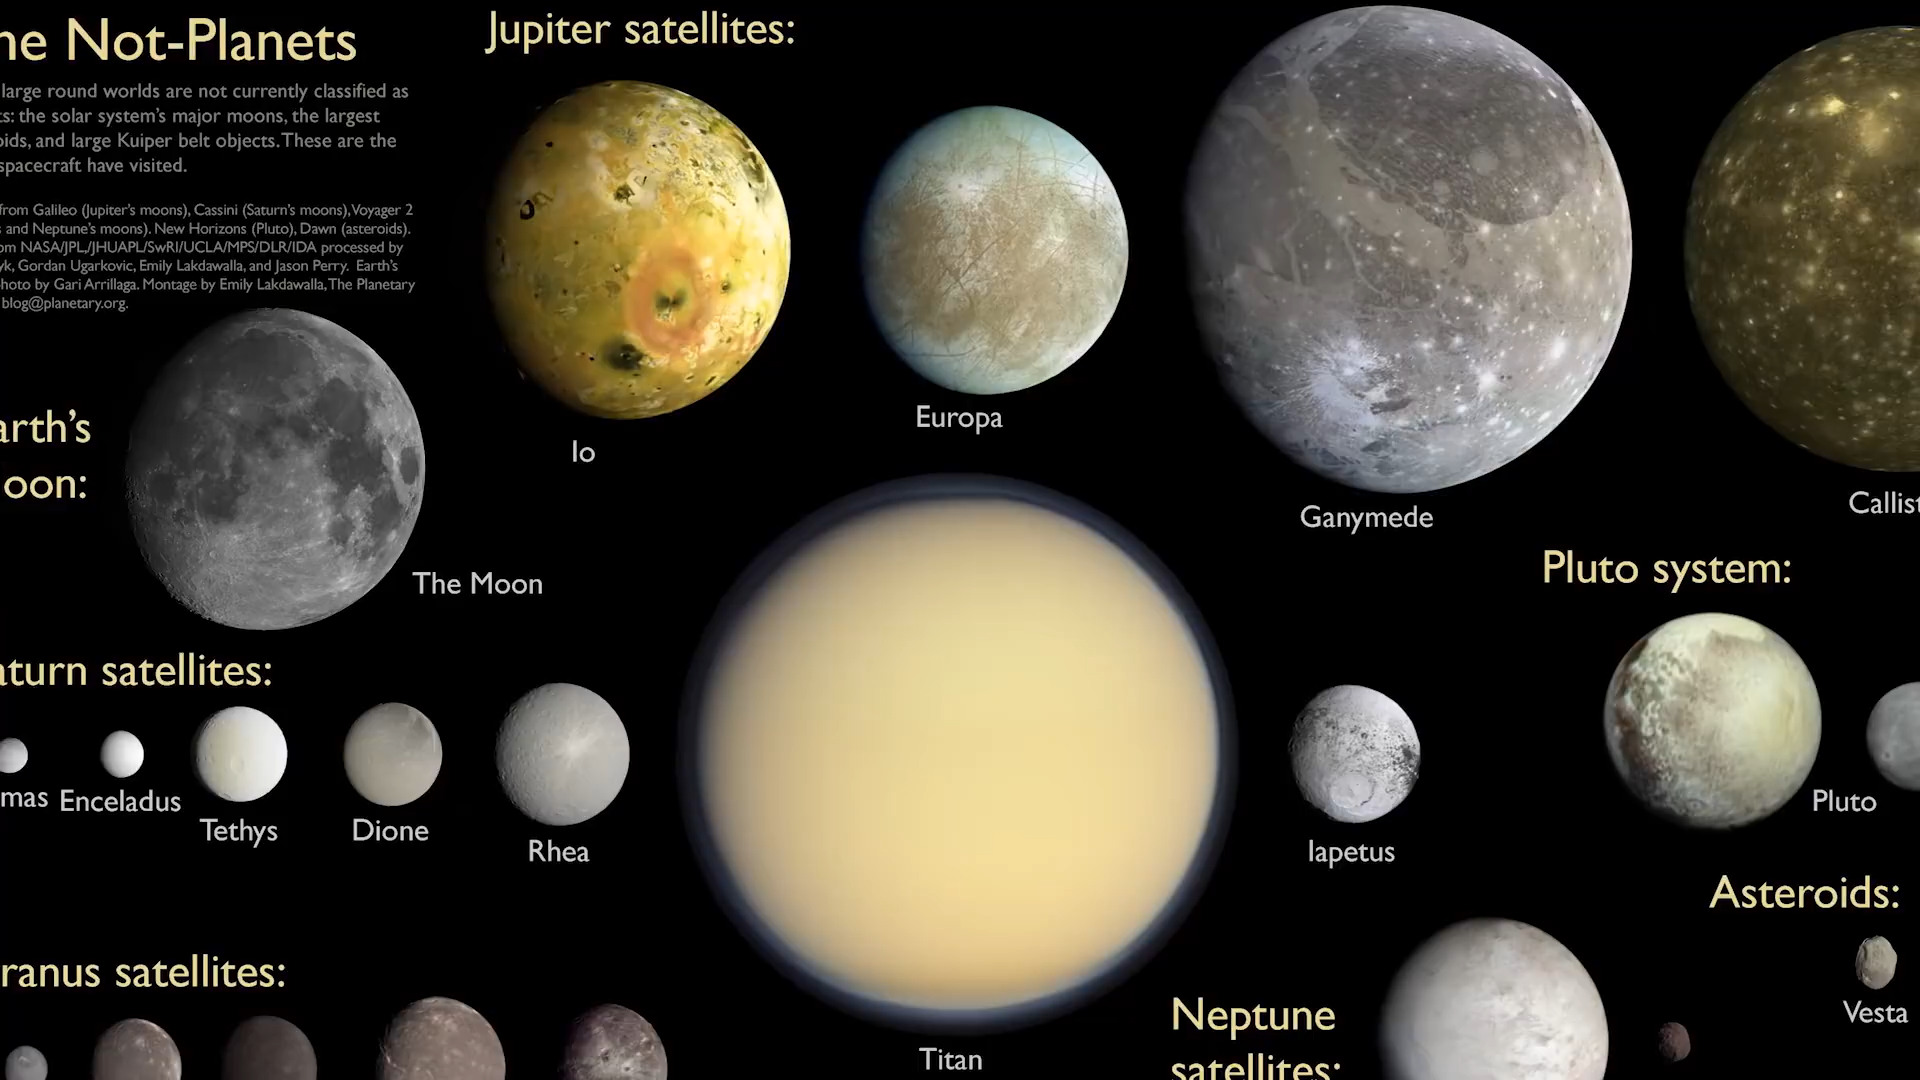 ne Not-Planets
large round worlds are not currently classified as
ts: the solar system's major moons, the largest
oids, and large Kuiper belt objects. These are the
spacecraft have visited.
from Galileo (Jupiter's moons), Cassini (Saturn's moons), Voyager 2
s and Neptune's moons). New Horizons (Pluto), Dawn (asteroids).
om NASA/JPL/JHUAPL/SwRI/UCLA/MPS/DLR/IDA processed by
yk, Gordan Ugarkovic, Emily Lakdawalla, and Jason Perry. Earth's
photo by Gari Arrillaga. Montage by Emily Lakdawalla, The Planetary
blog@planetary.org.
Jupiter satellites:
Io
Europa
Ganymede
Callist
arth's
oon:
The Moon
Pluto system:
Pluto
aturn satellites:
mas
Enceladus
Tethys
Dione
Rhea
Titan
Iapetus
Asteroids:
Vesta
ranus satellites:
Neptune
satellites: